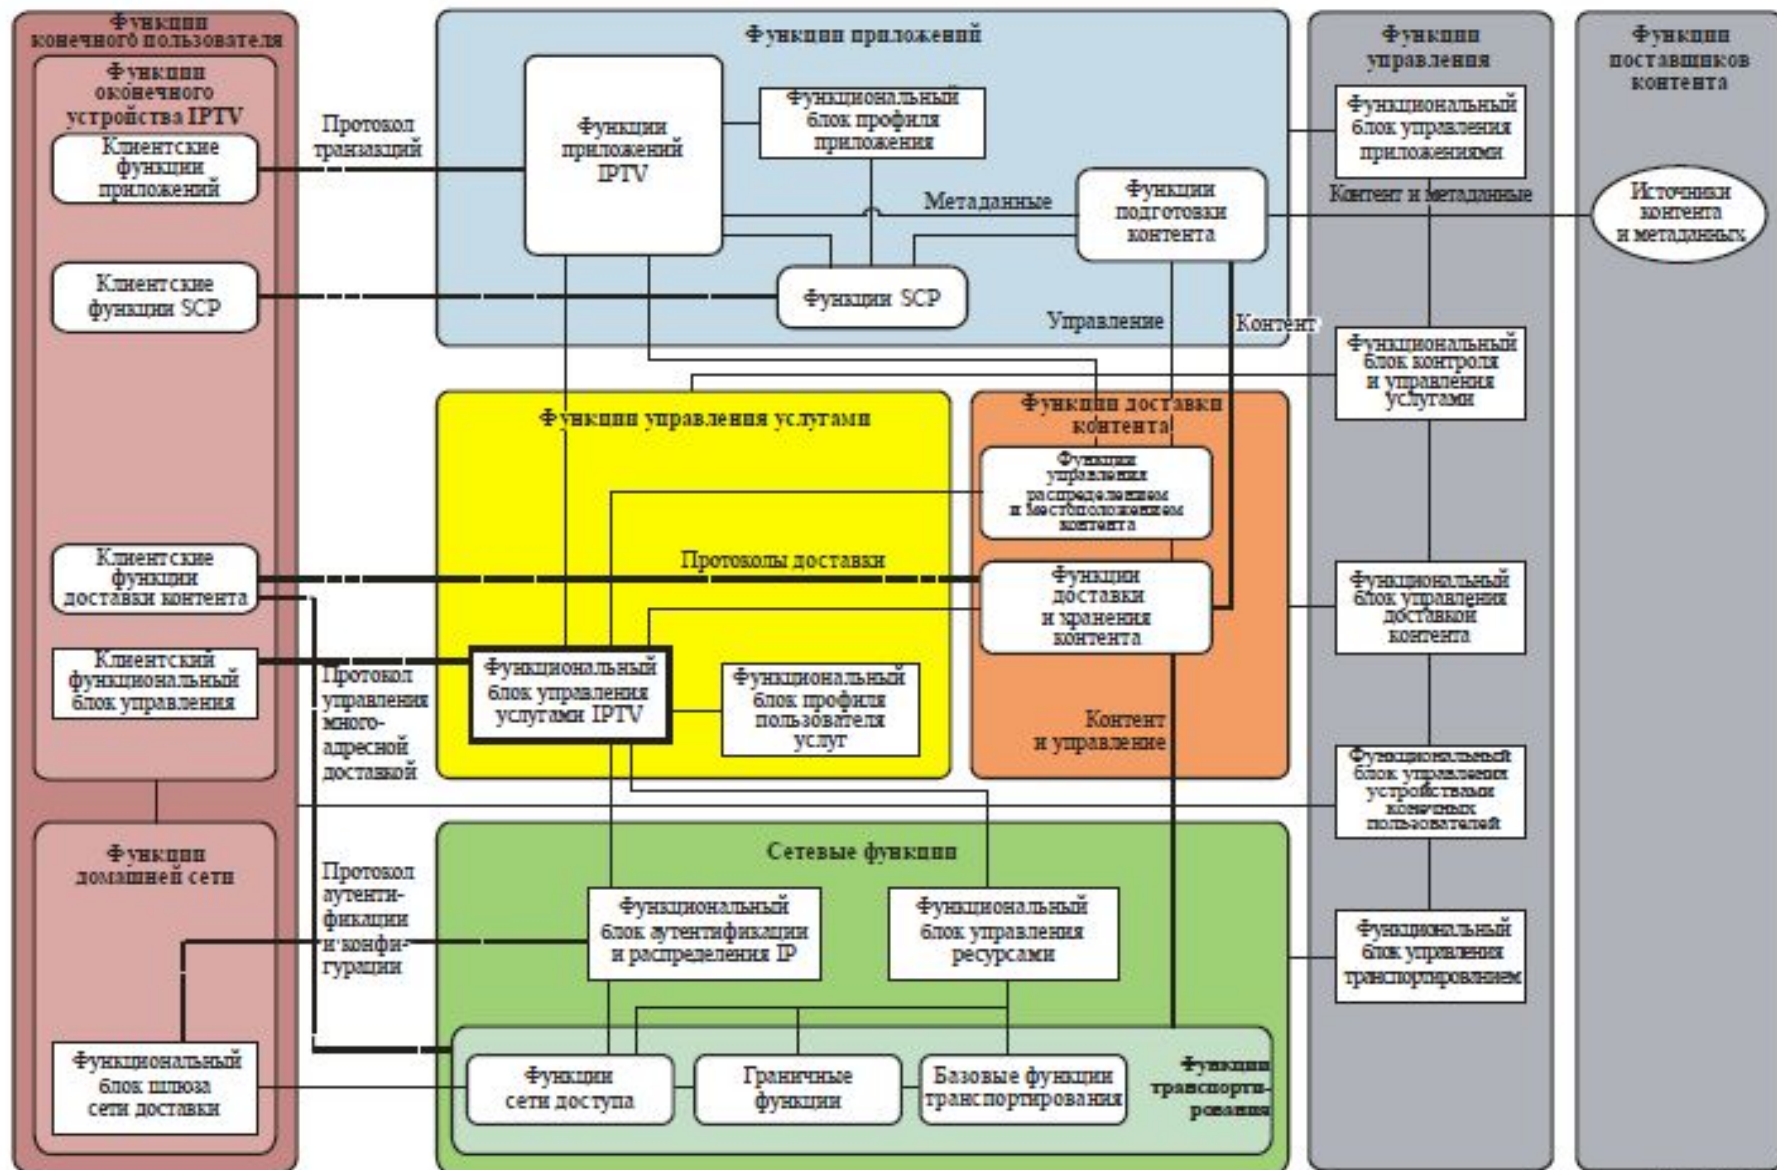 Функции
конечного пользователя
Функции
оконечного
устройства IPTV
Клиентские
функции
приложений
Клиентские
функции SCP
Клиентские
функции
доставки контента
Клиентский
функциональный
блок управления
Функции
домашней сети
Функциональный
блок шлюза
сети доставки
Протокол
транзакций
Протокол
управления
много-
адресной
доставкой
Протокол
аутенти-
фикации
и конфи-
гурации
Функции приложений
Функции
приложений
IPTV
Функциональный
блок профиля
приложения
Метаданные
Функции
подготовки
контента
Функции SCP
Управление
Контент
Функции управления услугами
Протоколы доставки
Функциональный
блок управления
услугами IPTV
Функциональный
блок профиля
пользователя
услуг
Функции доставки
контента
Функции
управления
распределением
и местоположением
контента
Функции
доставки
и хранения
контента
Контент
и управление
Сетевые функции
Функциональный
блок аутентификации
и распределения IP
Функциональный
блок управления
ресурсами
Функции
сети доступа
Граничные
функции
Базовые функции
транспортирования
Функции
транспорти-
рования
Функции
управления
Функциональный
блок управления
приложениями
Контент и метаданные
Функциональный
блок контроля
и управления
услугами
Функциональный
блок управления
доставкой
контента
Функциональный
блок управления
устройствами
конечных
пользователей
Функциональный
блок управления
транспортированием
Функции
поставщиков
контента
Источники
контента
и метаданных